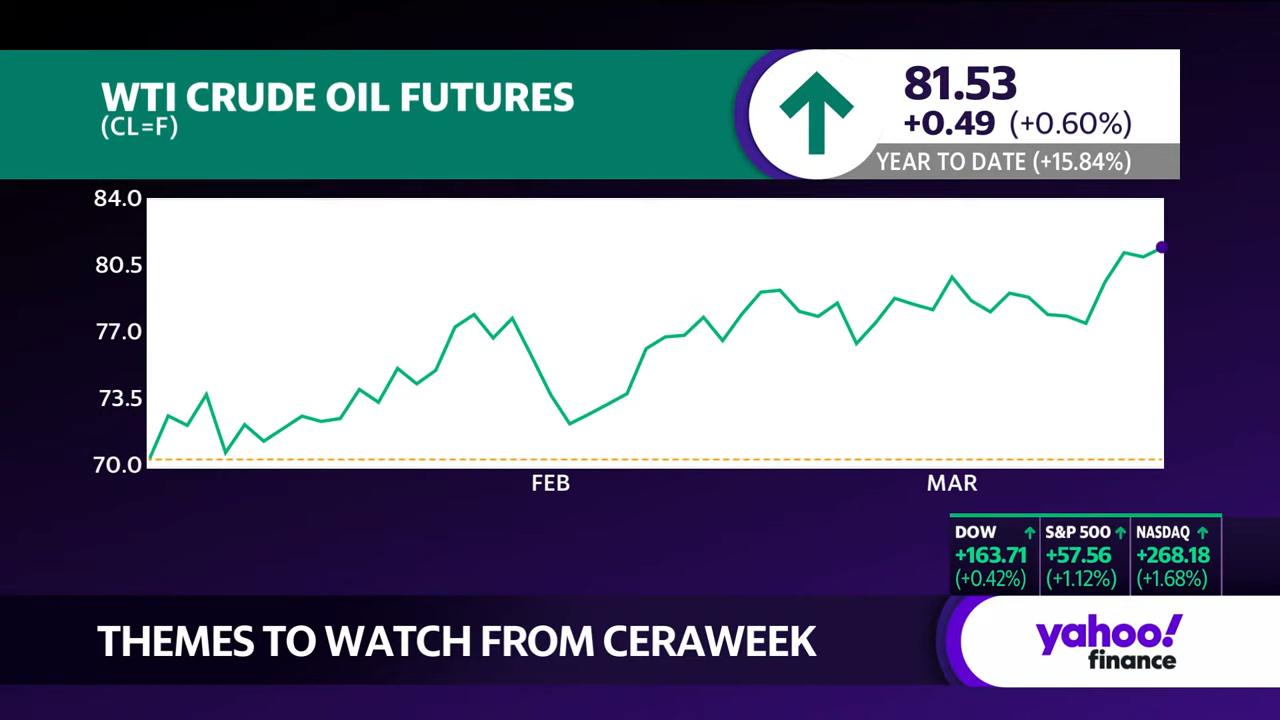 WTI CRUDE OIL FUTURES
(CL=F)
81.53
+0.49 (+0.60%)
YEAR TO DATE (+15.84%)
84.0
80.5
77.0
73.5
70.0
FEB MAR
DOW S&P 500 NASDAQ
+163.71 +57.56 +268.18
(+0.42%) (+1.12%) (+1.68%)
THEMES TO WATCH FROM CERAWEEK
yahoo!
finance